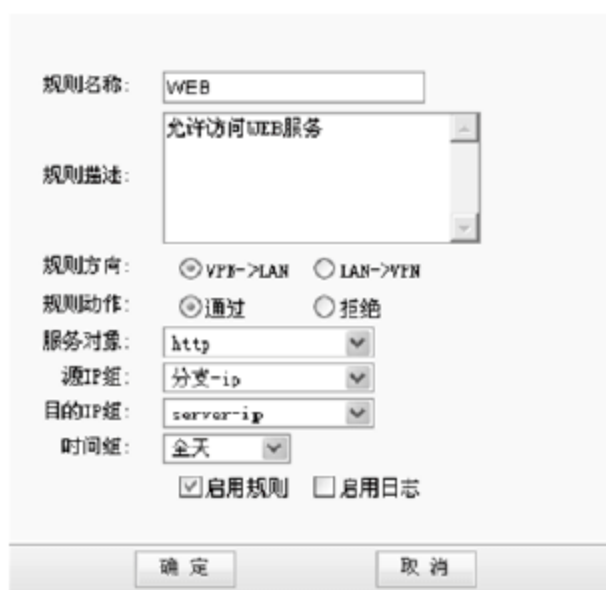 规则名称: WEB
规则描述: 允许访问WEB服务
规则方向: VPN->LAN LAN->VPN
规则动作: 通过 拒绝
服务对象: http
源IP组: 分支-ip
目的IP组: server-ip
时间组: 全天
启用规则 启用日志
确定 取消